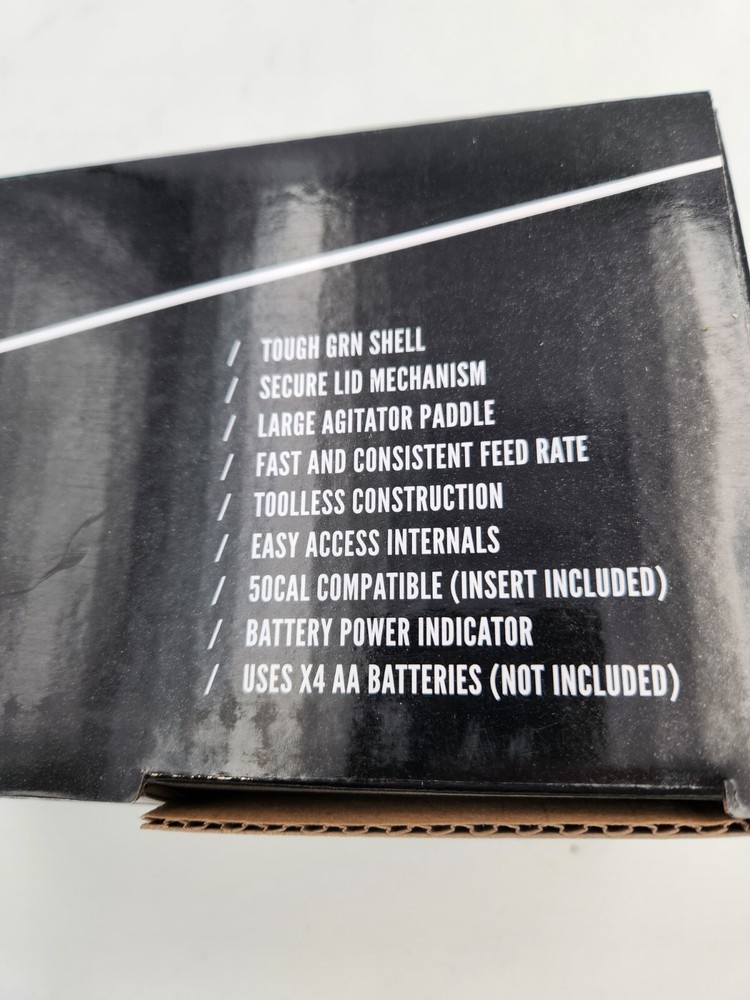 / TOUGH GRN SHELL
/ SECURE LID MECHANISM
/ LARGE AGITATOR PADDLE
/ FAST AND CONSISTENT FEED RATE
/ TOOLLESS CONSTRUCTION
/ EASY ACCESS INTERNALS
/ 50CAL COMPATIBLE (INSERT INCLUDED)
/ BATTERY POWER INDICATOR
/ USES X4 AA BATTERIES (NOT INCLUDED)